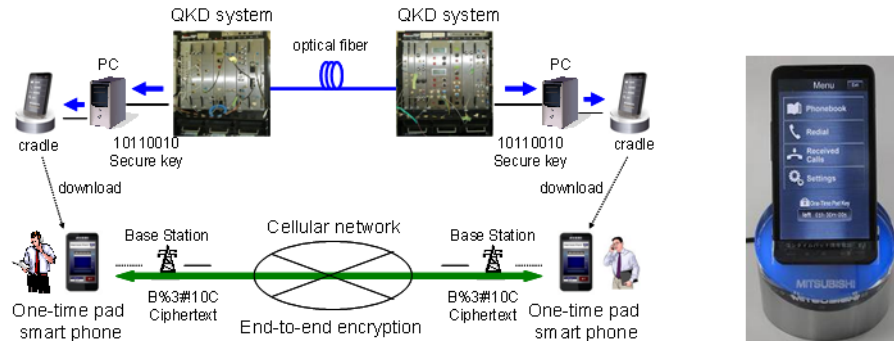 QKD system
QKD system
optical fiber
PC
PC
cradle
10110010
Secure key
10110010
Secure key
cradle
download
download
Cellular network
Base Station
Base Station
B%3#!10C
Ciphertext
B%3#!10C
Ciphertext
One-time pad
smart phone
End-to-end encryption
One-time pad
smart phone
Menu
Phonebook
Redial
Received
Calls
Settings
One-Time Pad Key
left
MITSUBISHI